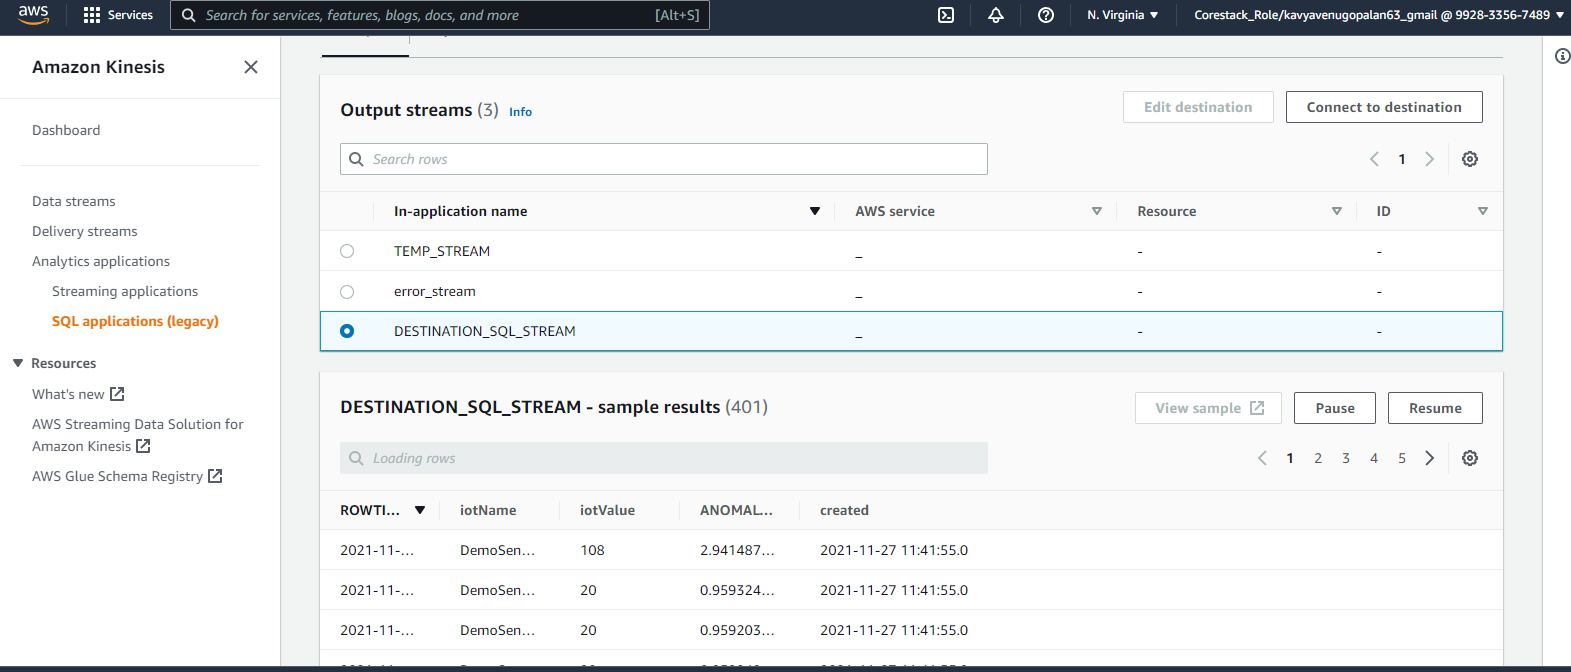 aws
Services
Search for services, features, blogs, docs, and more
[Alt+S]
N. Virginia
Corestack_Role/kavyavenugopalan63_gmail @ 9928-3356-7489
Amazon Kinesis
Dashboard
Data streams
Delivery streams
Analytics applications
Streaming applications
SQL applications (legacy)
Resources
What's new
AWS Streaming Data Solution for
Amazon Kinesis
AWS Glue Schema Registry
Output streams (3) Info
Edit destination
Connect to destination
Search rows
1
In-application name AWS service Resource ID
TEMP_STREAM _ - -
error_stream _ - -
DESTINATION_SQL_STREAM _ - -
DESTINATION_SQL_STREAM - sample results (401)
View sample
Pause
Resume
Loading rows
1 2 3 4 5
ROWTI... iotName iotValue ANOMAL... created
2021-11-... DemoSen... 108 2.941487... 2021-11-27 11:41:55.0
2021-11-... DemoSen... 20 0.959324... 2021-11-27 11:41:55.0
2021-11-... DemoSen... 20 0.959203... 2021-11-27 11:41:55.0